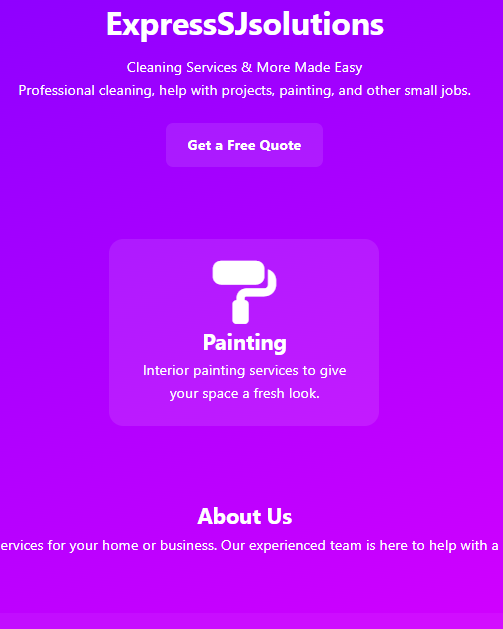 ExpressSJsolutions
Cleaning Services & More Made Easy
Professional cleaning, help with projects, painting, and other small jobs.
Get a Free Quote
Painting
Interior painting services to give
your space a fresh look.
About Us
ervices for your home or business. Our experienced team is here to help with a